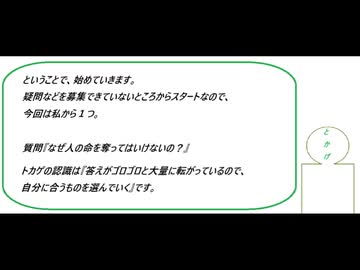 ということで、始めていきます。
疑問などを募集できていないところからスタートなので、
今回は私から１つ。
質問『なぜ人の命を奪ってはいけないの？』
トカゲの認識は『答えがゴロゴロと大量に転がっているので、
自分に合うものを選んでいく』です。
とかげ